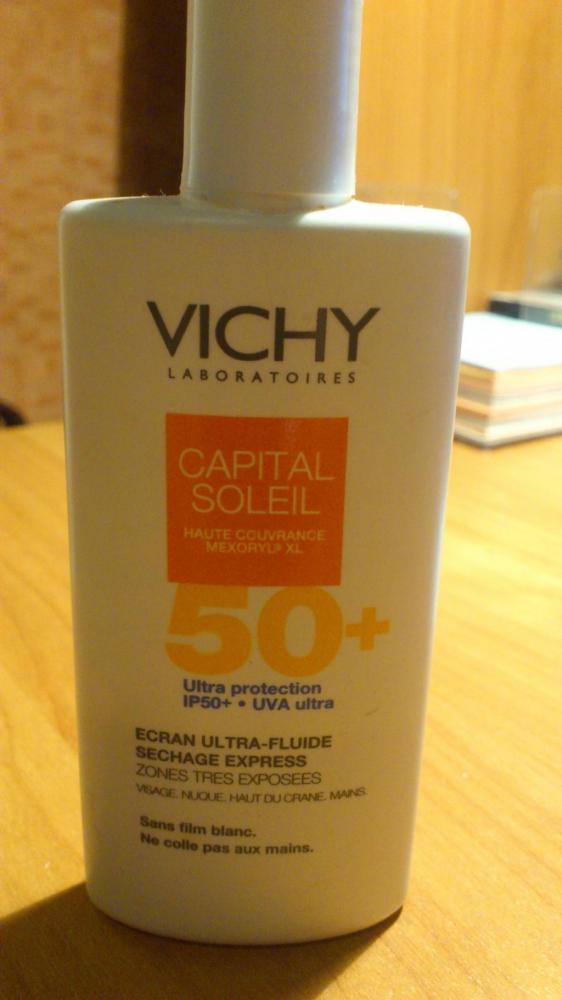 VICHY
LABORATOIRES
CAPITAL
SOLEIL
HAUTE COUVRANCE
MEXORYL® XL
50+
Ultra protection
IP50+ • UVA ultra
ECRAN ULTRA-FLUIDE
SECHAGE EXPRESS
ZONES TRES EXPOSEES
VISAGE. NUQUE. HAUT DU CRANE. MAINS.
Sans film blanc.
Ne colle pas aux mains.